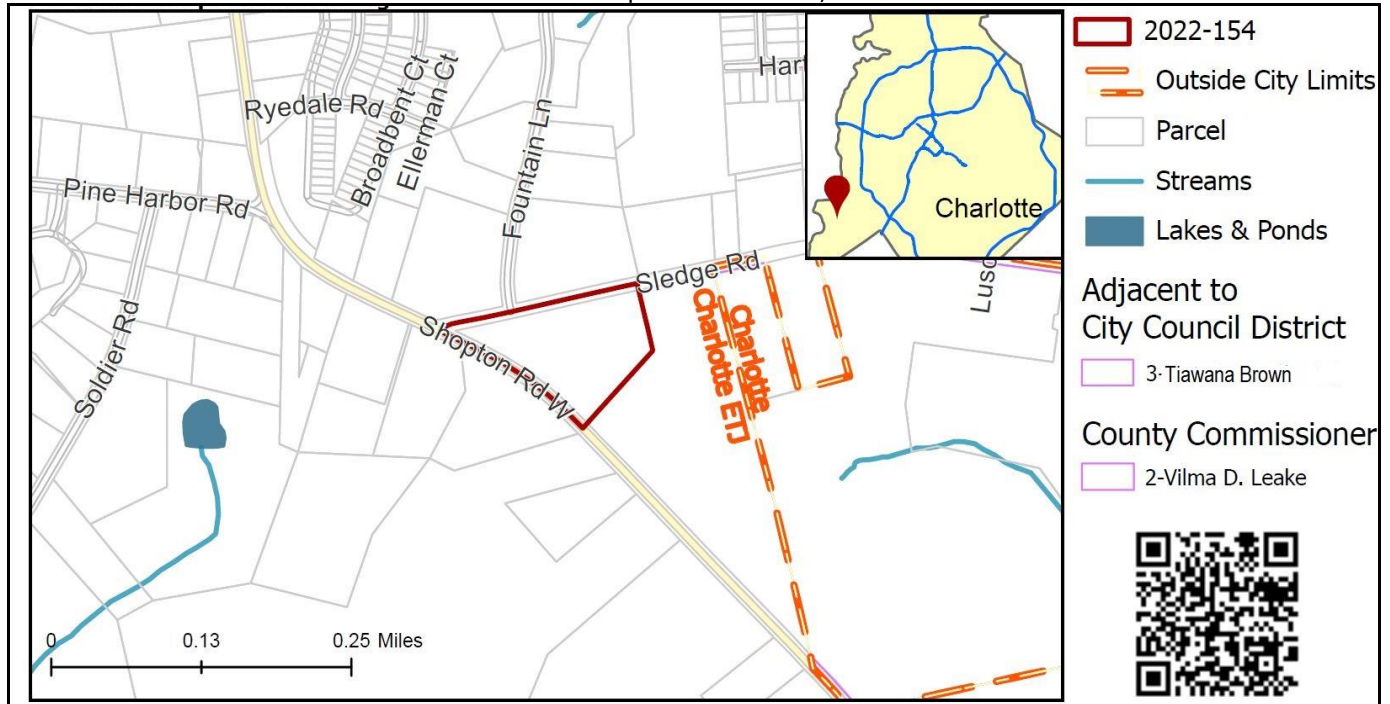 Ryedale Rd
Broadbent Ct
Ellerman Ct
Fountain Ln
Pine Harbor Rd
Soldier Rd
Shopton Rd W
Sledge Rd
Charlotte
Charlotte ETJ
Charlotte
0 0.13 0.25 Miles
2022-154
Outside City Limits
Parcel
Streams
Lakes & Ponds
Adjacent to
City Council District
3-Tiawana Brown
County Commissioner
2-Vilma D. Leake